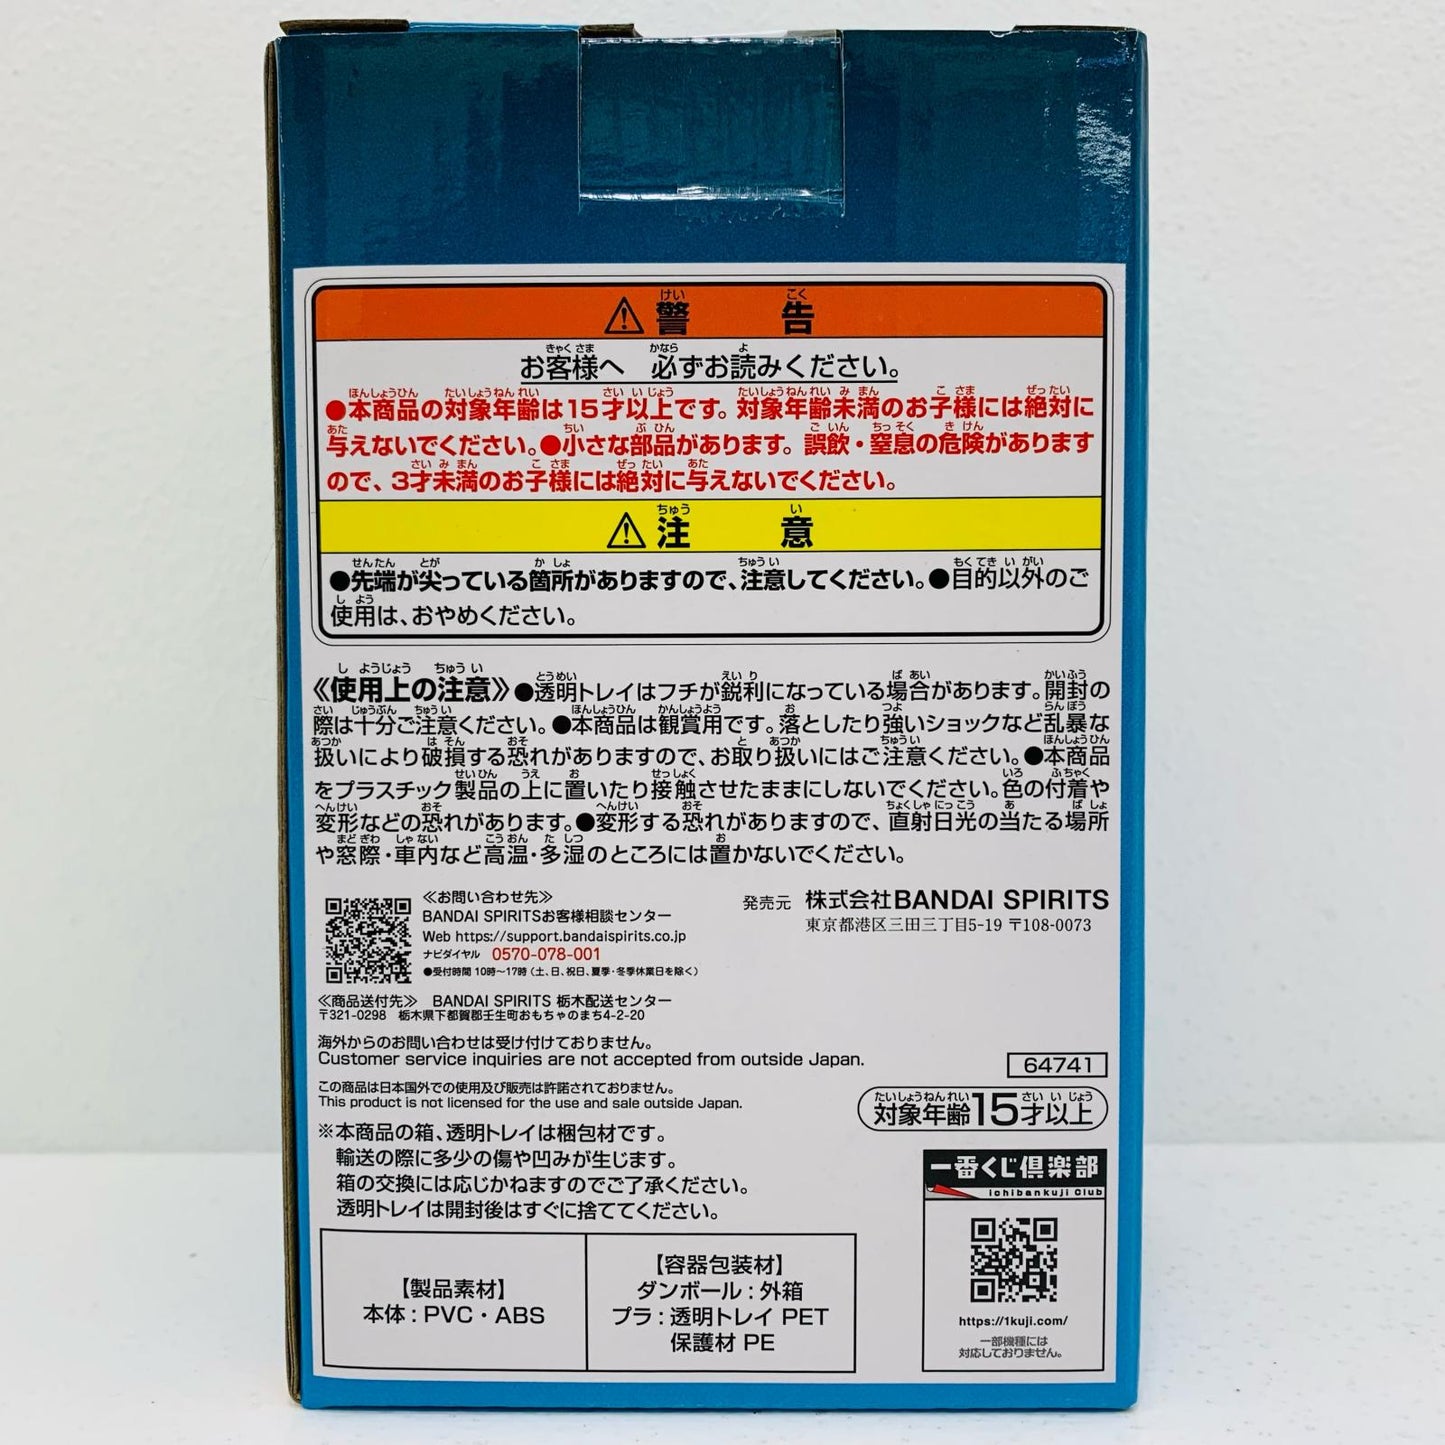 ⚠警告
お客様へ 必ずお読みください。
●本商品の対象年齢は15才以上です。対象年齢未満のお子様には絶対に
与えないでください。●小さな部品があります。誤飲・窒息の危険があります
ので、3才未満のお子様には絶対に与えないでください。
⚠注意
●先端が尖っている箇所がありますので、注意してください。●目的以外のご
使用は、おやめください。
《使用上の注意》●透明トレイはフチが鋭利になっている場合があります。開封の
際は十分ご注意ください。●本商品は観賞用です。落としたり強いショックなど乱暴な
扱いにより破損する恐れがありますので、お取り扱いにはご注意ください。●本商品
をプラスチック製品の上に置いたり接触させたままにしないでください。色の付着や
変形などの恐れがあります。●変形する恐れがありますので、直射日光の当たる場所
や窓際・車内など高温・多湿のところには置かないでください。
≪お問い合わせ先≫
BANDAI SPIRITSお客様相談センター
Web https://support.bandaispirits.co.jp
ナビダイヤル 0570-078-001
●受付時間 10時〜17時(土、日、祝日、夏季・冬季休業日を除く)
発売元 株式会社BANDAI SPIRITS
東京都港区三田三丁目5-19 〒108-0073
≪商品送付先≫ BANDAI SPIRITS 栃木配送センター
〒321-0298 栃木県下都賀郡壬生町おもちゃのまち4-2-20
海外からのお問い合わせは受け付けておりません。
Customer service inquiries are not accepted from outside Japan.
64741
この商品は日本国外での使用及び販売は許諾されておりません。
This product is not licensed for the use and sale outside Japan.
対象年齢15才以上
※本商品の箱、透明トレイは梱包材です。
輸送の際に多少の傷や凹みが生じます。
箱の交換には応じかねますのでご了承ください。
透明トレイは開封後はすぐに捨ててください。
【製品素材】
本体:PVC・ABS
【容器包装材】
ダンボール:外箱
プラ:透明トレイ PET
保護材 PE
一番くじ倶楽部
ichibankuji Club
https://1kuji.com/
一部機種には
対応しておりません。